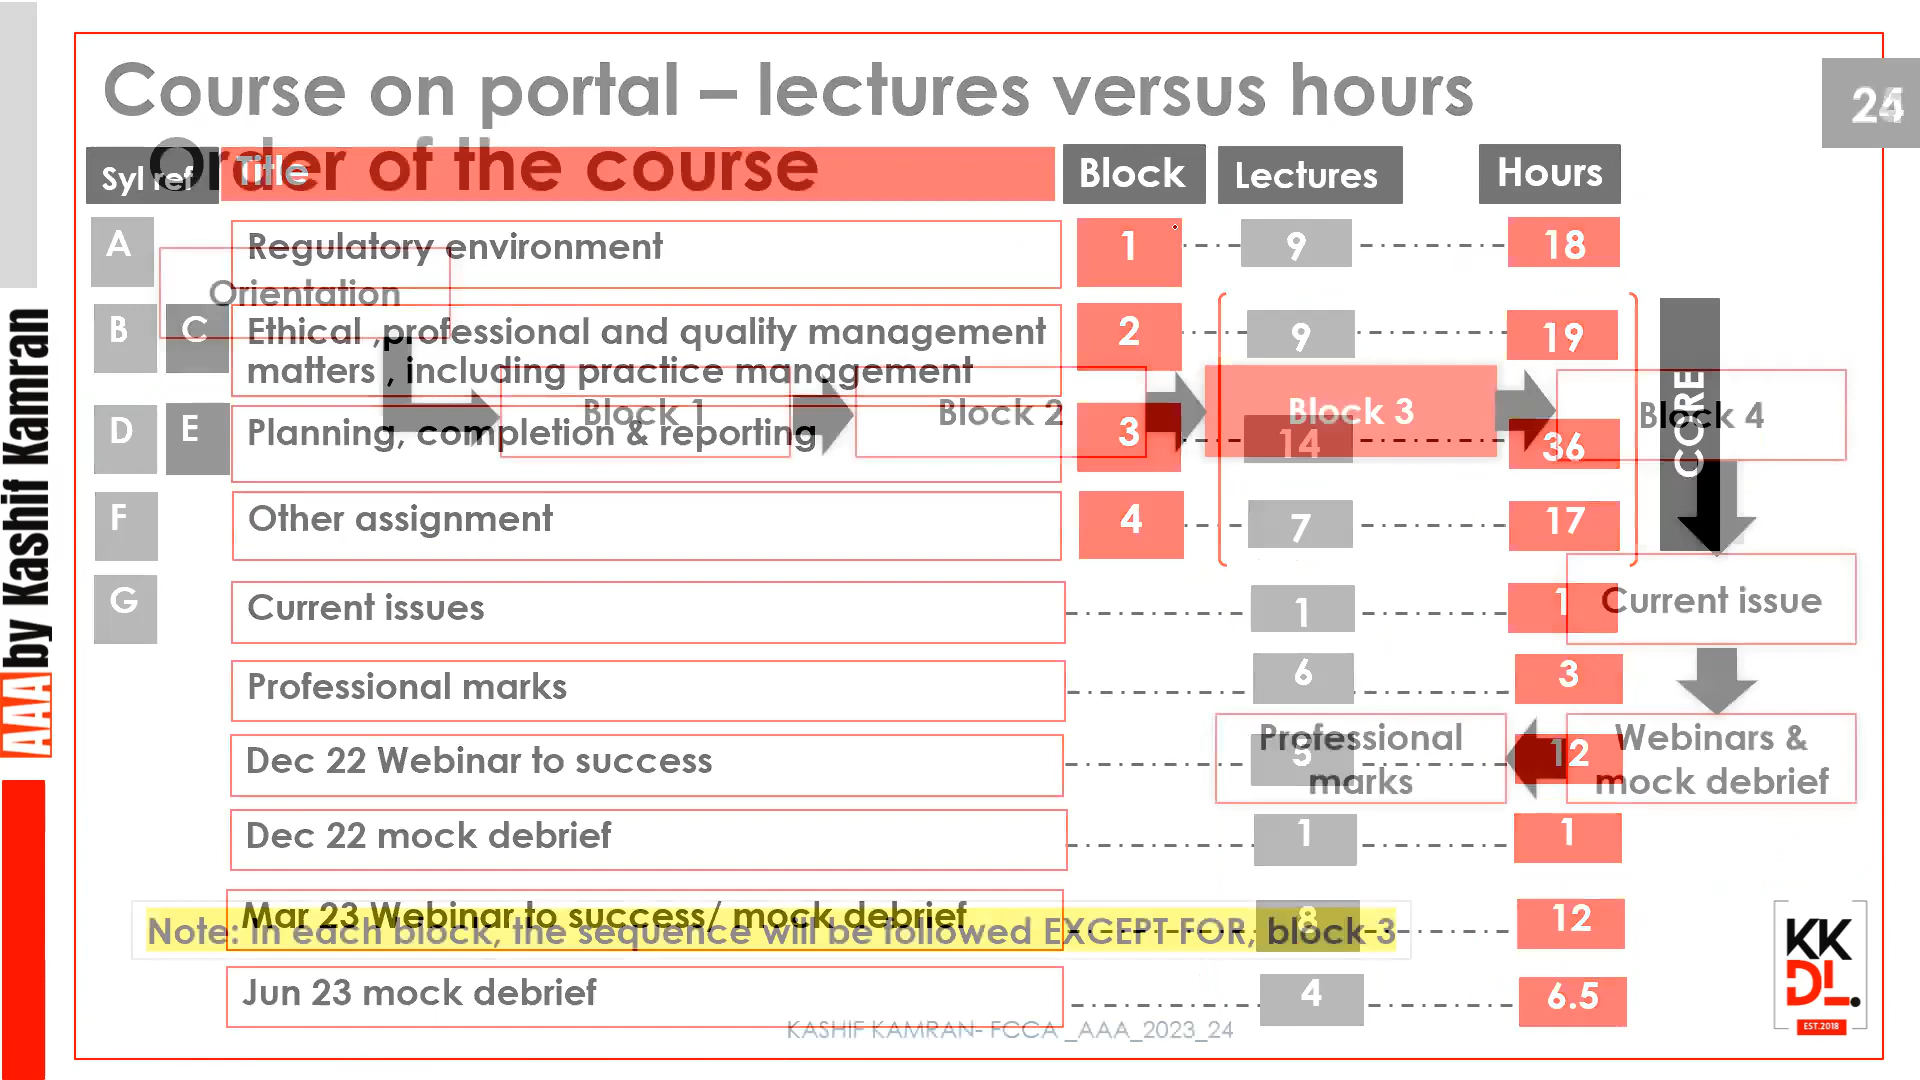 Course on portal – lectures versus hours
24
Order of the course
Syl ref Title Block Lectures Hours
A Regulatory environment 1 9 18
Orientation
B C Ethical ,professional and quality management
matters , including practice management 2 9 19
Block 1 Block 2 Block 3 Block 4
D E Planning, completion & reporting 3 14 36
CORE
F Other assignment 4 7 17
G Current issues 1 1
Current issue
Professional marks 6 3
Professional
marks
Webinars &
mock debrief
Dec 22 Webinar to success 5 12
Dec 22 mock debrief 1 1
Mar 23 Webinar to success/ mock debrief 8 12
Note: In each block, the sequence will be followed EXCEPT FOR, block-3
Jun 23 mock debrief 4 6.5
KASHIF KAMRAN- FCCA _AAA_2023_24
AAA by Kashif Kamran
KK
DL.
EST.2018